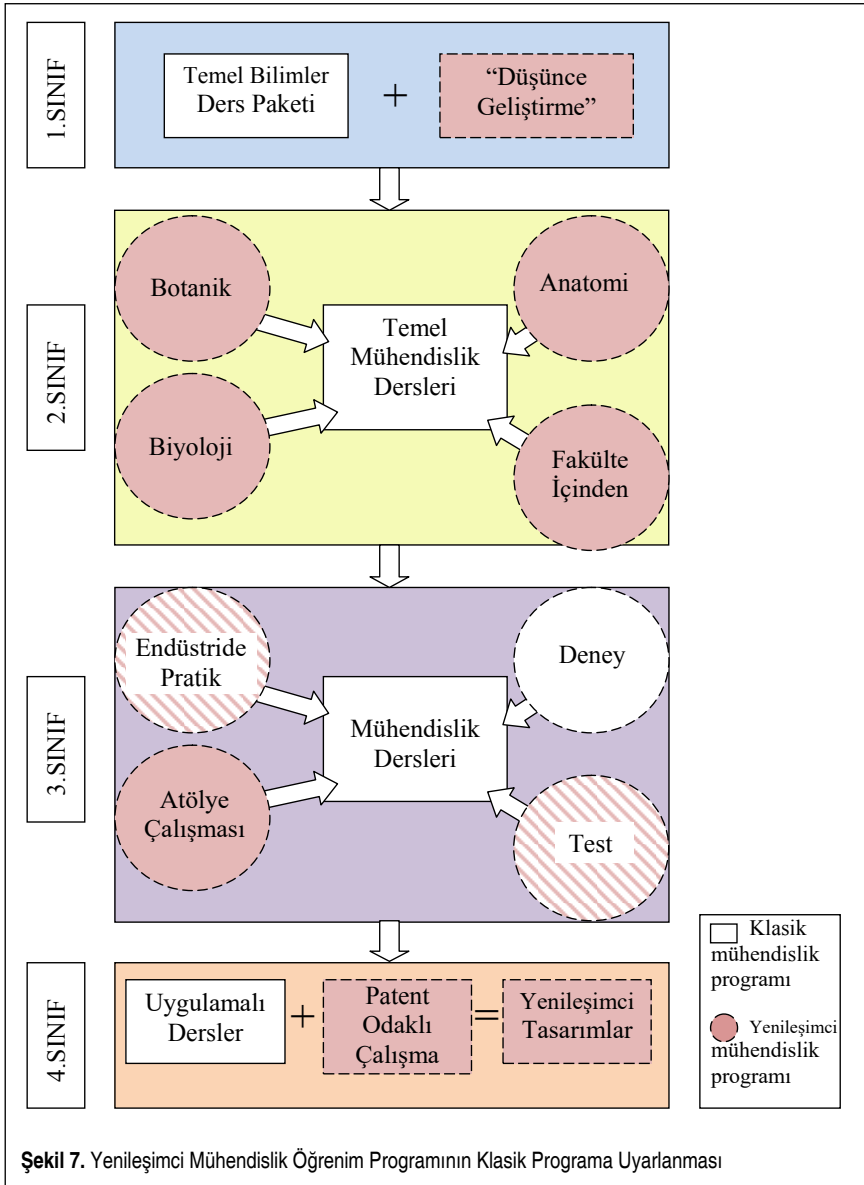 1.SINIF
Temel Bilimler
Ders Paketi
+
“Düşünce
Geliştirme”
2.SINIF
Botanik
Anatomi
Temel
Mühendislik
Dersleri
Biyoloji
Fakülte
İçinden
3.SINIF
Endüstride
Pratik
Deney
Mühendislik
Dersleri
Atölye
Çalışması
Test
4.SINIF
Uygulamalı
Dersler
+
Patent
Odaklı
Çalışma
=
Yenileşimci
Tasarımlar
Klasik
mühendislik
programı
Yenileşimci
mühendislik
programı
Şekil 7. Yenileşimci Mühendislik Öğrenim Programının Klasik Programa Uyarlanması